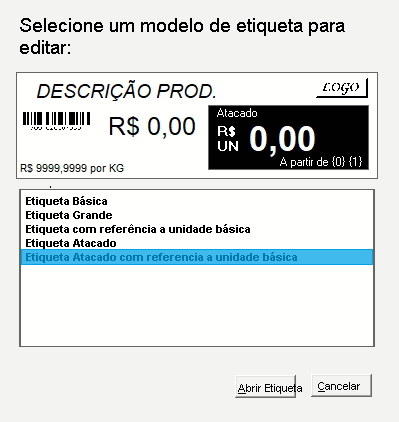 Selecione um modelo de etiqueta para
editar:
DESCRIÇÃO PROD.
LOGO
R$ 0,00
Atacado
R$
UN
0,00
A partir de {0} {1}
R$ 9999,9999 por KG
Etiqueta Básica
Etiqueta Grande
Etiqueta com referência a unidade básica
Etiqueta Atacado
Etiqueta Atacado com referencia a unidade básica
Abrir Etiqueta
Cancelar